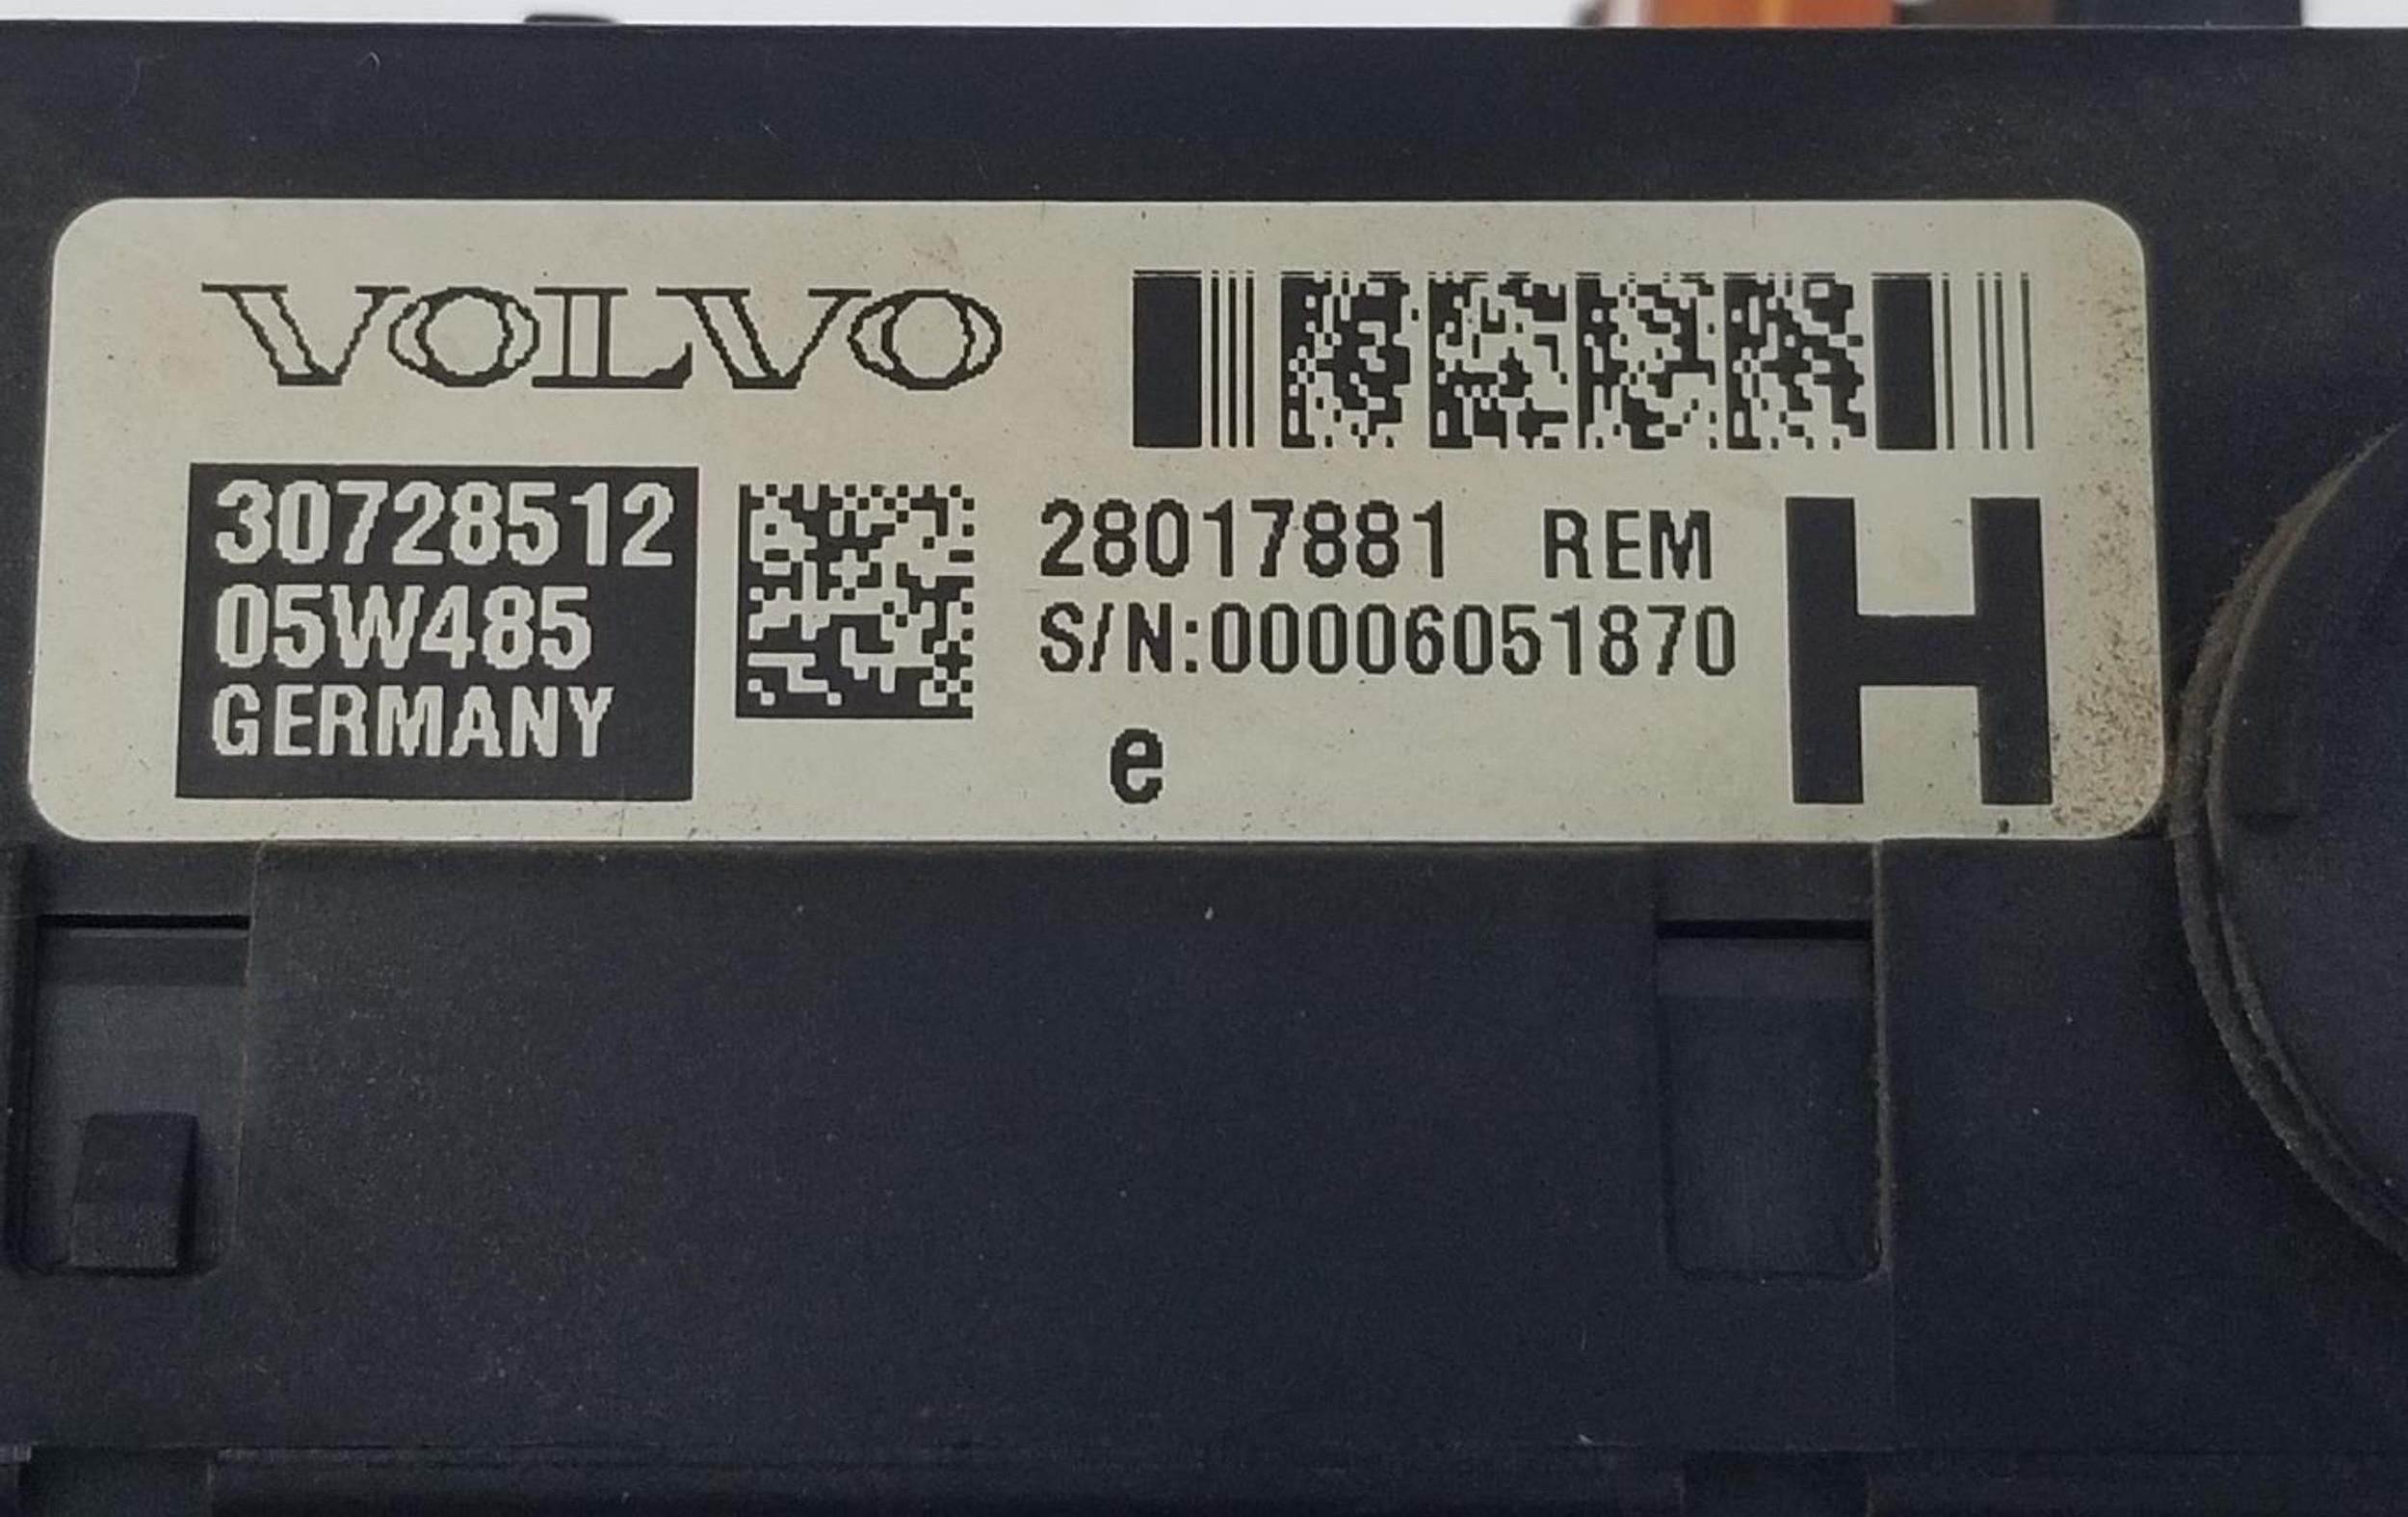 VOLVO
30728512
05W485
GERMANY
28017881 REM
S/N:00006051870
e
H